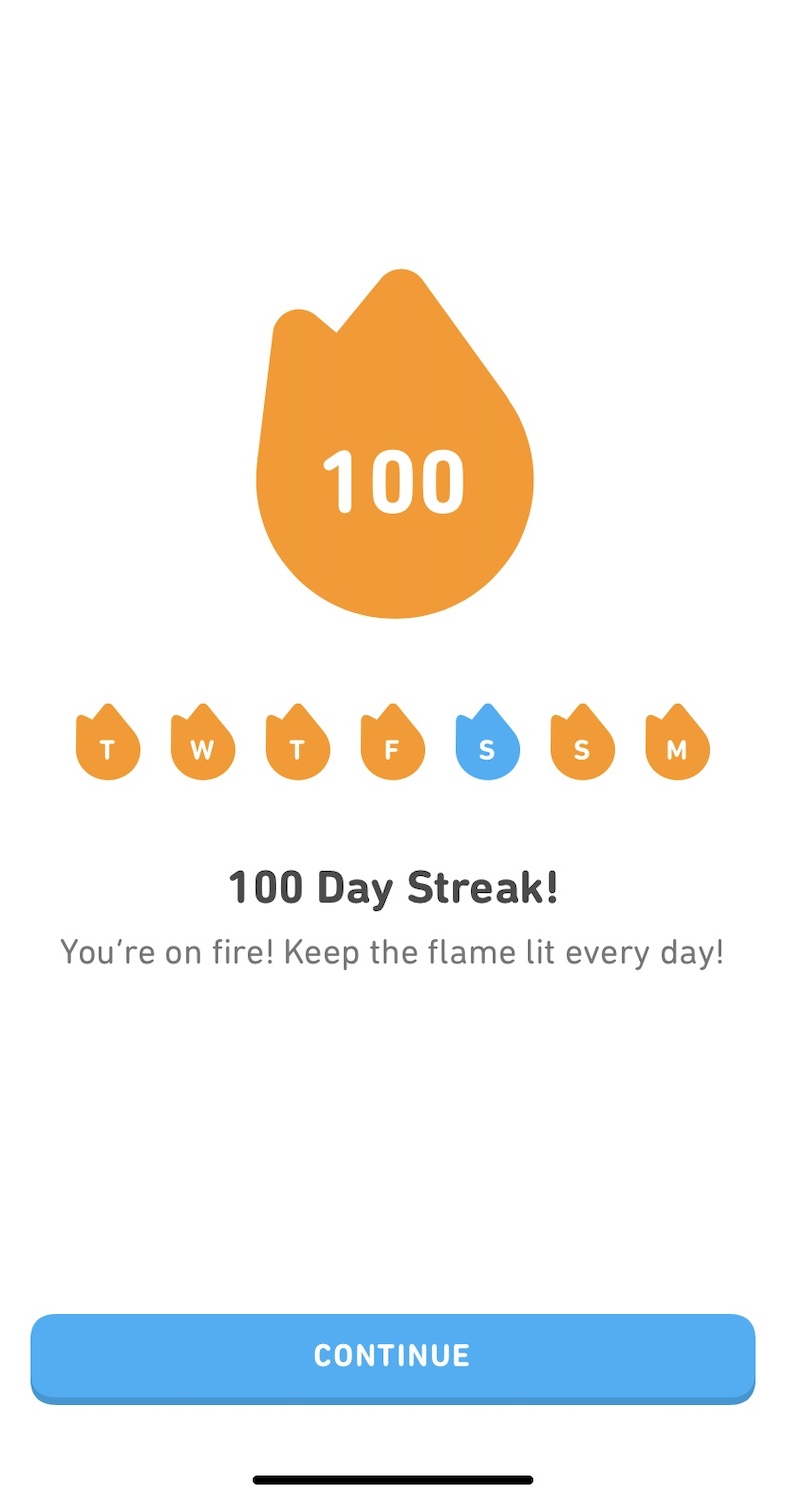 100
T W T F S S M
100 Day Streak!
You‘re on fire! Keep the flame lit every day!
CONTINUE